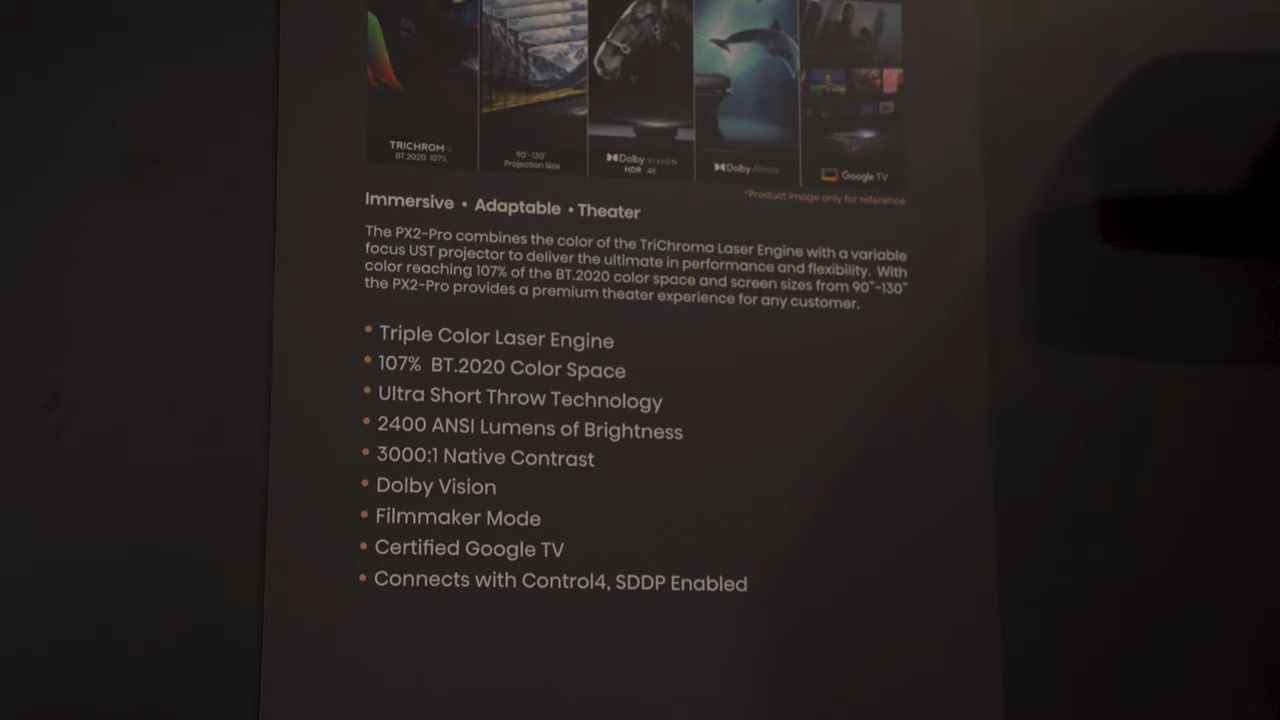 TRICHROM
BT.2020 107%
90"-130"
Projection Size
Dolby VISION
HDR 4K
Dolby Atmos
Google TV
*Product image only for reference
Immersive • Adaptable • Theater
The PX2-Pro combines the color of the TriChroma Laser Engine with a variable
focus UST projector to deliver the ultimate in performance and flexibility. With
color reaching 107% of the BT.2020 color space and screen sizes from 90"-130"
the PX2-Pro provides a premium theater experience for any customer.
• Triple Color Laser Engine
• 107% BT.2020 Color Space
• Ultra Short Throw Technology
• 2400 ANSI Lumens of Brightness
• 3000:1 Native Contrast
• Dolby Vision
• Filmmaker Mode
• Certified Google TV
• Connects with Control4, SDDP Enabled